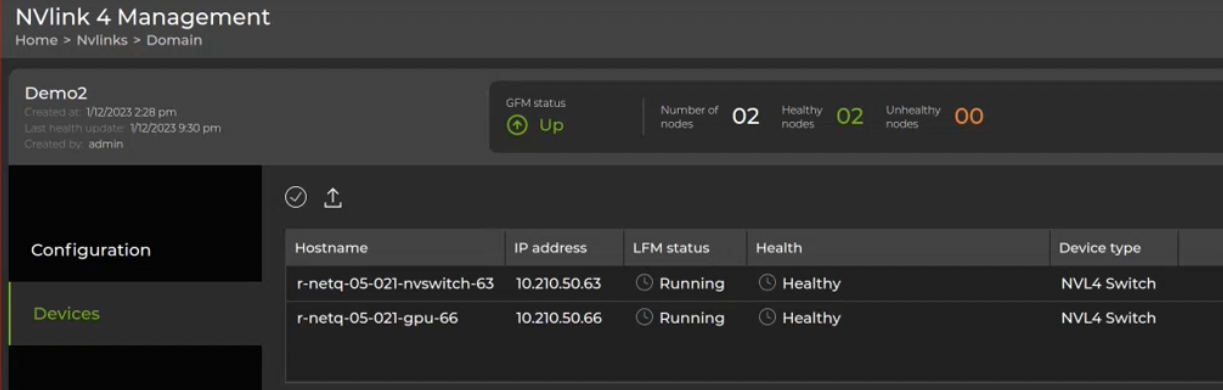 NVlink 4 Management
Home > Nvlinks > Domain
Demo2
Created at: 1/12/2023 2:28 pm
Last health update: 1/12/2023 9:30 pm
Created by: admin
GFM status
Up
Number of nodes 02
Healthy nodes 02
Unhealthy nodes 00
Configuration
Devices
Hostname IP address LFM status Health Device type
r-netq-05-021-nvswitch-63 10.210.50.63 Running Healthy NVL4 Switch
r-netq-05-021-gpu-66 10.210.50.66 Running Healthy NVL4 Switch